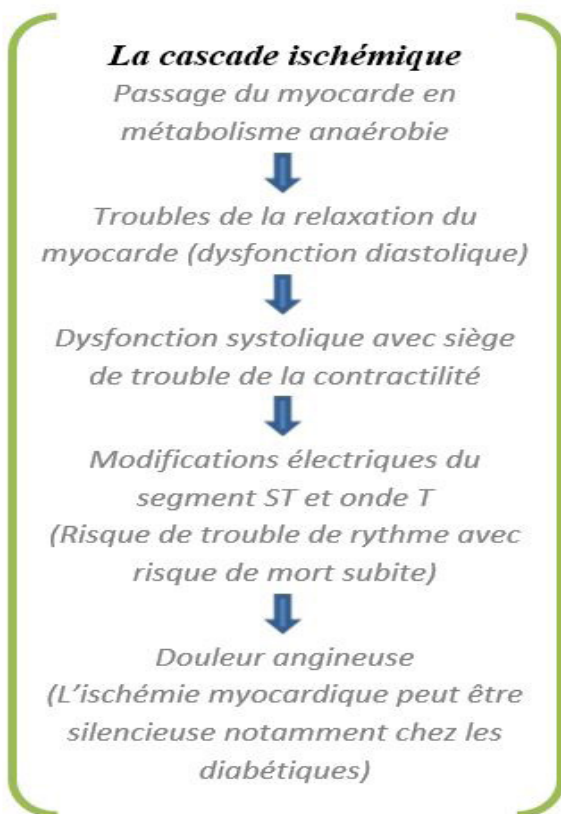 La cascade ischémique
Passage du myocarde en
métabolisme anaérobie
Troubles de la relaxation du
myocarde (dysfonction diastolique)
Dysfonction systolique avec siège
de trouble de la contractilité
Modifications électriques du
segment ST et onde T
(Risque de trouble de rythme avec
risque de mort subite)
Douleur angineuse
(L'ischémie myocardique peut être
silencieuse notamment chez les
diabétiques)